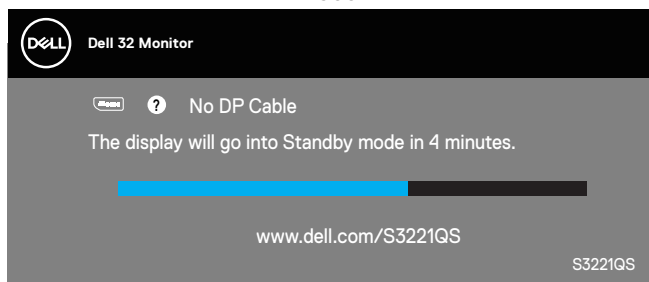 DELL
Dell 32 Monitor
? No DP Cable
The display will go into Standby mode in 4 minutes.
www.dell.com/S3221QS
S3221QS